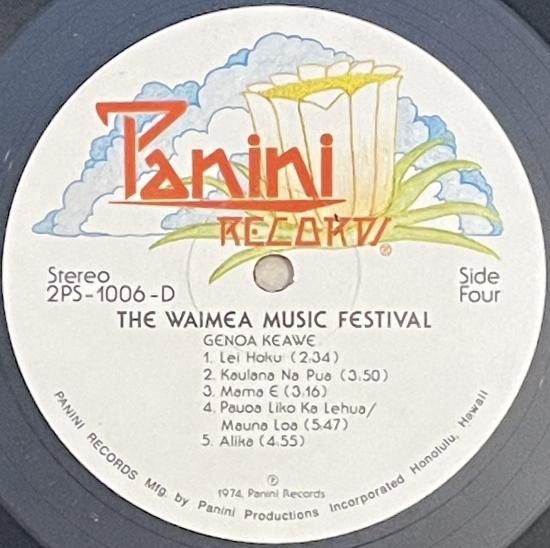 Panini
RECORDS®
Stereo
2PS-1006-D
Side
Four
THE WAIMEA MUSIC FESTIVAL
GENOA KEAWE
1. Lei Hoku (2:34)
2. Kaulana Na Pua (3:50)
3. Mama E (3:16)
4. Pauoa Liko Ka Lehua/
Mauna Loa (5:47)
5. Alika (4:55)
℗
1974, Panini Records
PANINI RECORDS Mfg. by Panini Productions Incorporated Honolulu, Hawaii